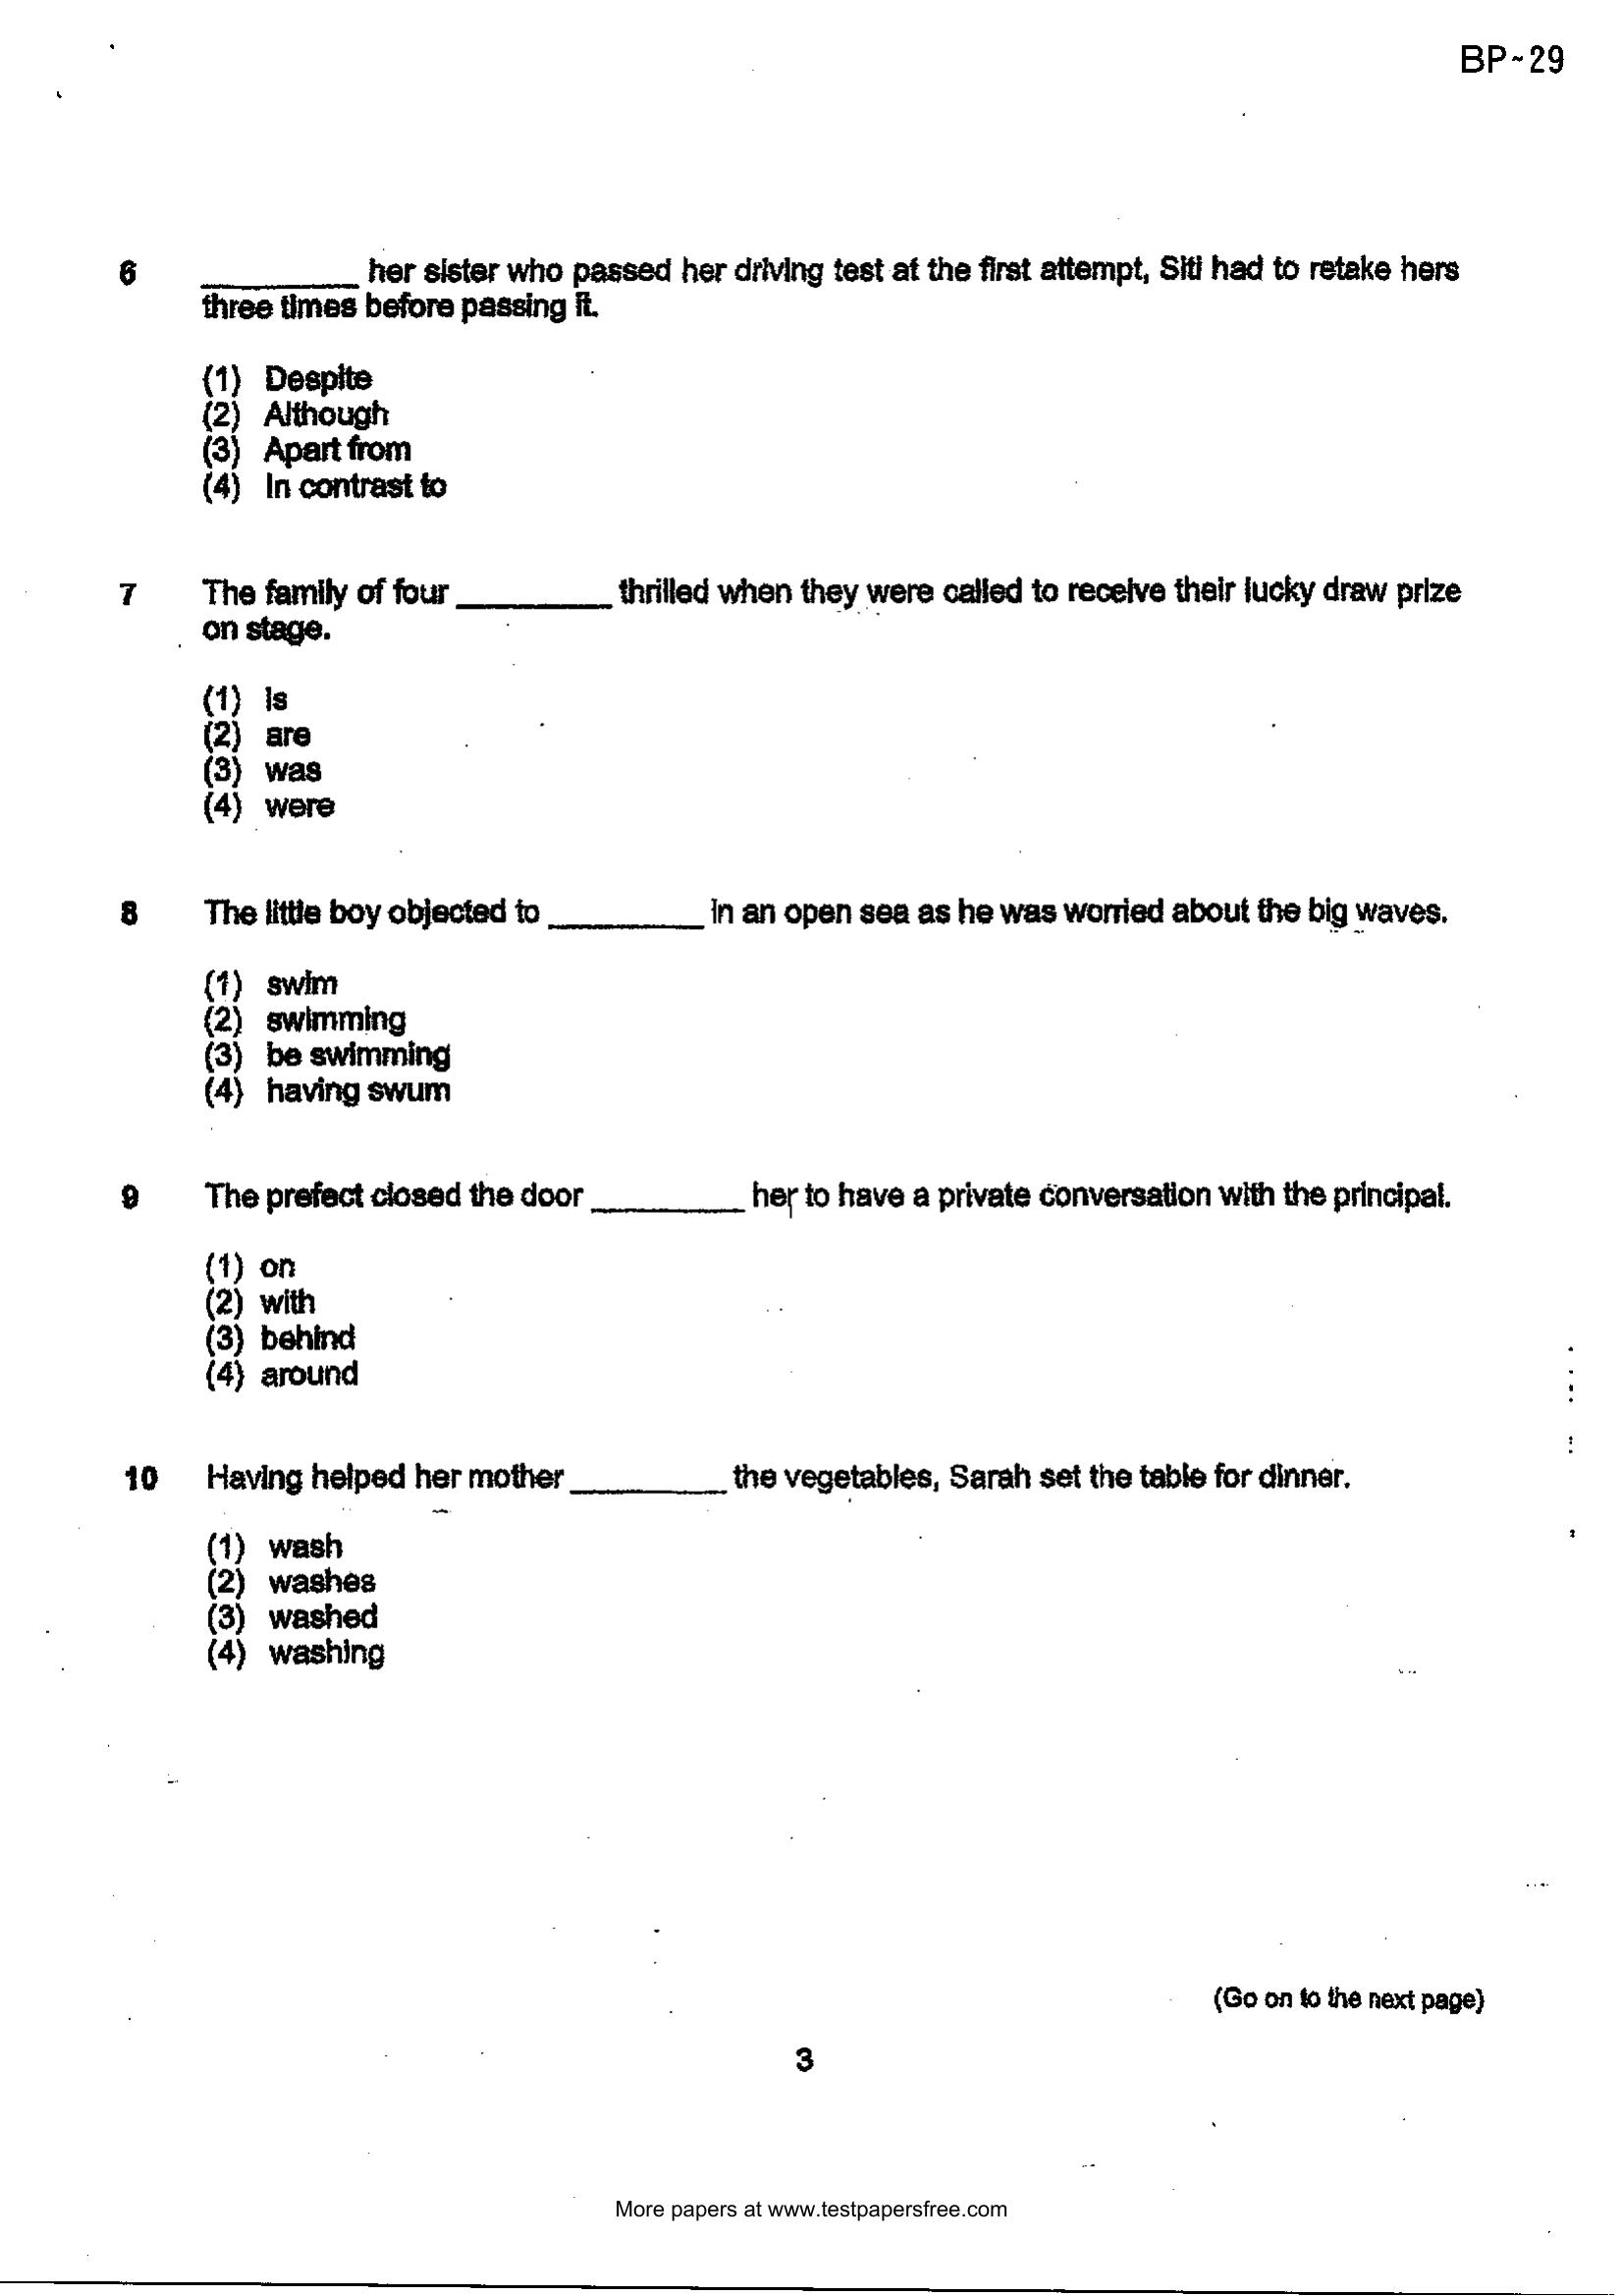 BP~29
6 ________ her sister who passed her driving test at the first attempt, Siti had to retake hers
three times before passing it.
(1) Despite
(2) Although
(3) Apart from
(4) In contrast to
7 The family of four ________ thrilled when they were called to receive their lucky draw prize
on stage.
(1) is
(2) are
(3) was
(4) were
8 The little boy objected to ________ in an open sea as he was worried about the big waves.
(1) swim
(2) swimming
(3) be swimming
(4) having swum
9 The prefect closed the door ________ her to have a private conversation with the principal.
(1) on
(2) with
(3) behind
(4) around
10 Having helped her mother ________ the vegetables, Sarah set the table for dinner.
(1) wash
(2) washes
(3) washed
(4) washing
(Go on to the next page)
3
More papers at www.testpapersfree.com